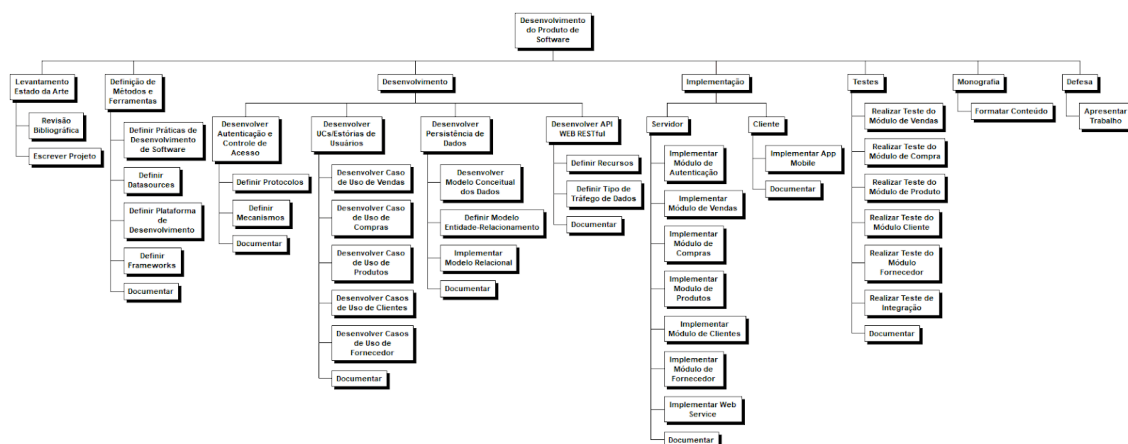 Desenvolvimento
do Produto de
Software
Levantamento
Estado da Arte
Revisão
Bibliográfica
Escrever Projeto
Definição de
Métodos e
Ferramentas
Definir Práticas de
Desenvolvimento
de Software
Definir
Datasources
Definir Plataforma
de
Desenvolvimento
Definir
Frameworks
Documentar
Desenvolvimento
Desenvolver
Autenticação e
Controle de
Acesso
Definir Protocolos
Definir
Mecanismos
Documentar
Desenvolver
UCs/Estórias de
Usuários
Desenvolver Caso
de Uso de Vendas
Desenvolver Caso
de Uso de
Compras
Desenvolver Caso
de Uso de
Produtos
Desenvolver Casos
de Uso de Clientes
Desenvolver Casos
de Uso de
Fornecedor
Documentar
Desenvolver
Persistência de
Dados
Desenvolver
Modelo Conceitual
dos Dados
Definir Modelo
Entidade-Relacionamento
Implementar
Modelo Relacional
Documentar
Desenvolver API
WEB RESTful
Definir Recursos
Definir Tipo de
Tráfego de Dados
Documentar
Implementação
Servidor
Implementar
Módulo de
Autenticação
Implementar
Módulo de Vendas
Implementar
Módulo de
Compras
Implementar
Modulo de
Produtos
Implementar
Módulo de Clientes
Implementar
Módulo de
Fornecedor
Implementar Web
Service
Documentar
Cliente
Implementar App
Mobile
Documentar
Testes
Realizar Teste do
Módulo de Vendas
Realizar Teste do
Módulo de Compra
Realizar Teste do
Módulo de Produto
Realizar Teste do
Módulo Cliente
Realizar Teste do
Módulo
Fornecedor
Realizar Teste de
Integração
Documentar
Monografia
Formatar Conteúdo
Defesa
Apresentar
Trabalho